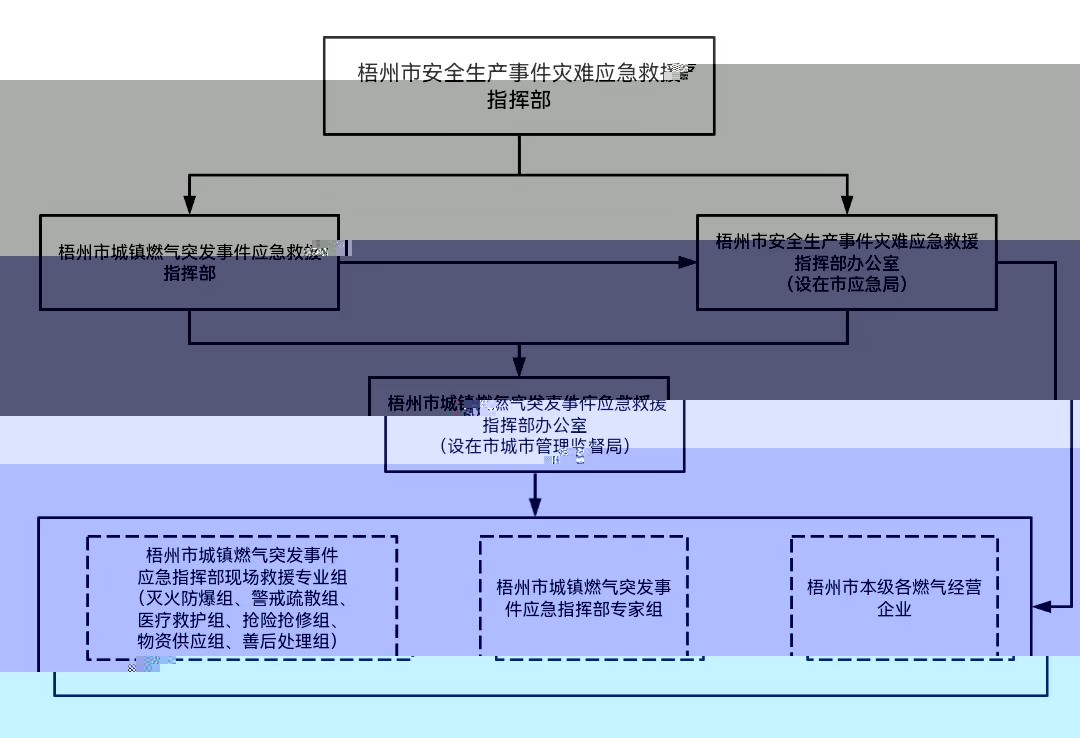 梧州市安全生产事件灾难应急救援
指挥部
梧州市城镇燃气突发事件应急救援
指挥部
梧州市安全生产事件灾难应急救援
指挥部办公室
（设在市应急局）
梧州市城镇燃气突发事件应急救援
指挥部办公室
（设在市城市管理监督局）
梧州市城镇燃气突发事件
应急指挥部现场救援专业组
（灭火防爆组、警戒疏散组、
医疗救护组、抢险抢修组、
物资供应组、善后处理组）
梧州市城镇燃气突发事
件应急指挥部专家组
梧州市本级各燃气经营
企业